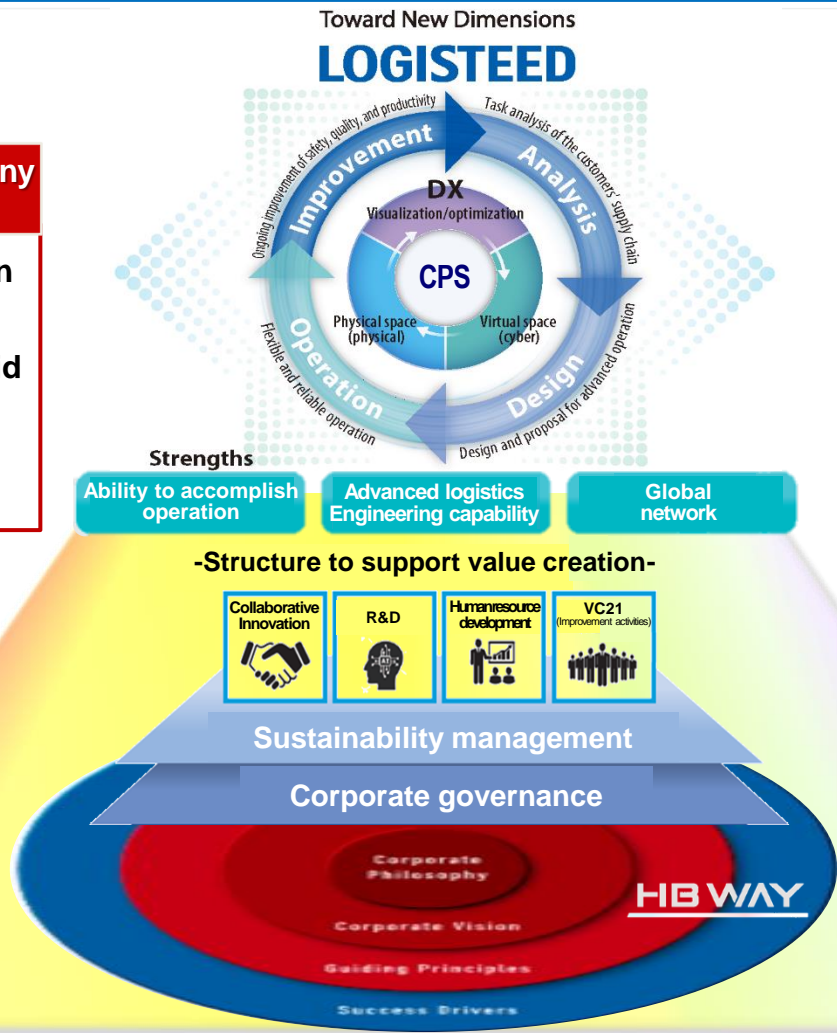 Toward New Dimensions
LOGISTEED
ny
n
d
Ongoing improvement of safety, quality, and productivity
Task analysis of the customers' supply chain
Improvement
Analysis
DX
Visualization/optimization
CPS
Physical space
(physical)
Virtual space
(cyber)
Operation
Design
Flexible and reliable operation
Design and proposal for advanced operation
Strengths
Ability to accomplish
operation
Advanced logistics
Engineering capability
Global
network
-Structure to support value creation-
Collaborative
Innovation
R&D
AI
Human resource
development
VC21
(Improvement activities)
Sustainability management
Corporate governance
Corporate
Philosophy
HB WAY
Corporate Vision
Guiding Principles
Success Drivers